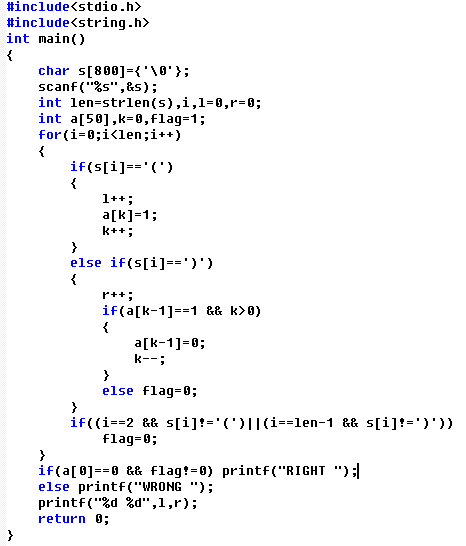 #include<stdio.h>
#include<string.h>
int main()
{
    char s[800]={'\0'};
    scanf("%s",&s);
    int len=strlen(s),i,l=0,r=0;
    int a[50],k=0,flag=1;
    for(i=0;i<len;i++)
    {
        if(s[i]=='(')
        {
            l++;
            a[k]=1;
            k++;
        }
        else if(s[i]==')')
        {
            r++;
            if(a[k-1]==1 && k>0)
            {
                a[k-1]=0;
                k--;
            }
            else flag=0;
        }
        if((i==2 && s[i]!='(')||(i==len-1 && s[i]!=')'))
            flag=0;
    }
    if(a[0]==0 && flag!=0) printf("RIGHT ");
    else printf("WRONG ");
    printf("%d %d",l,r);
    return 0;
}